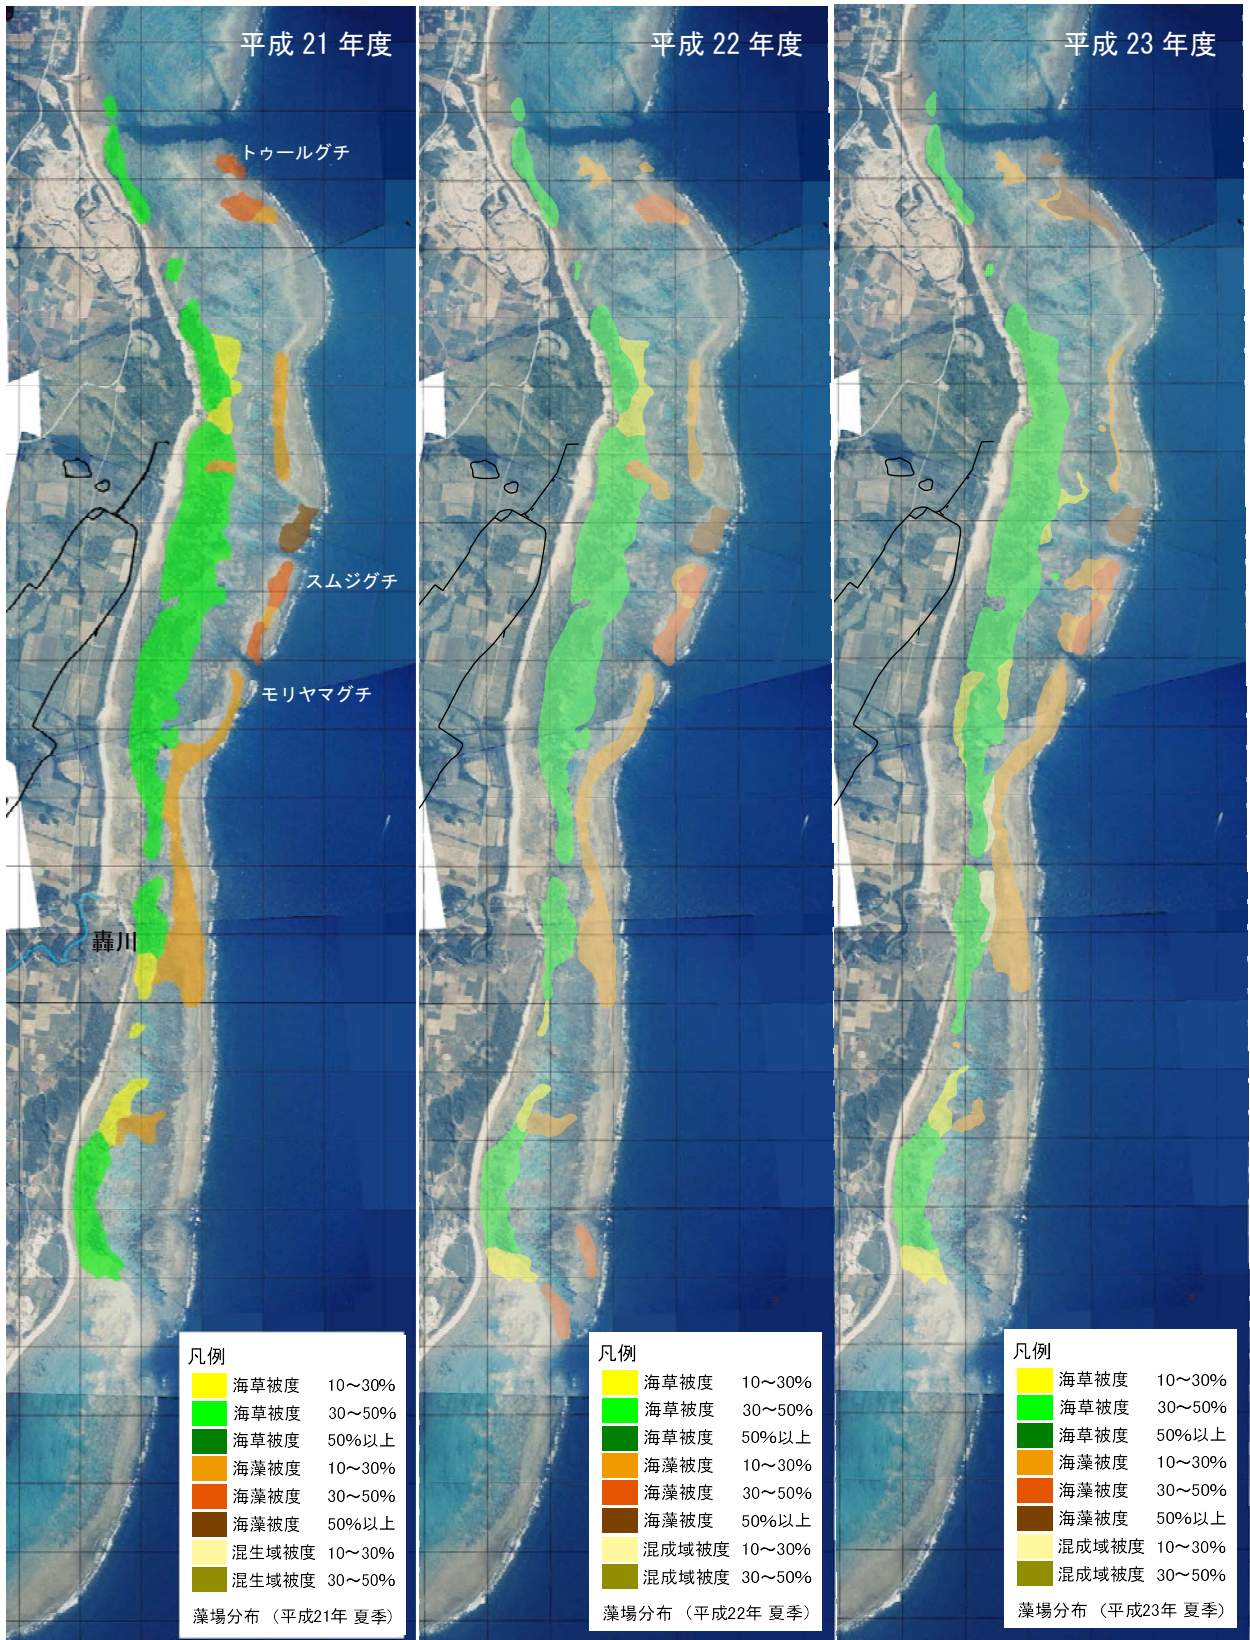 平成 21 年度
トゥールグチ
スムジグチ
モリヤマグチ
轟川
凡例
海草被度 10～30%
海草被度 30～50%
海草被度 50%以上
海藻被度 10～30%
海藻被度 30～50%
海藻被度 50%以上
混生域被度 10～30%
混生域被度 30～50%
藻場分布 （平成21年 夏季）
平成 22 年度
凡例
海草被度 10～30%
海草被度 30～50%
海草被度 50%以上
海藻被度 10～30%
海藻被度 30～50%
海藻被度 50%以上
混成域被度 10～30%
混成域被度 30～50%
藻場分布 （平成22年 夏季）
平成 23 年度
凡例
海草被度 10～30%
海草被度 30～50%
海草被度 50%以上
海藻被度 10～30%
海藻被度 30～50%
海藻被度 50%以上
混成域被度 10～30%
混成域被度 30～50%
藻場分布 （平成23年 夏季）